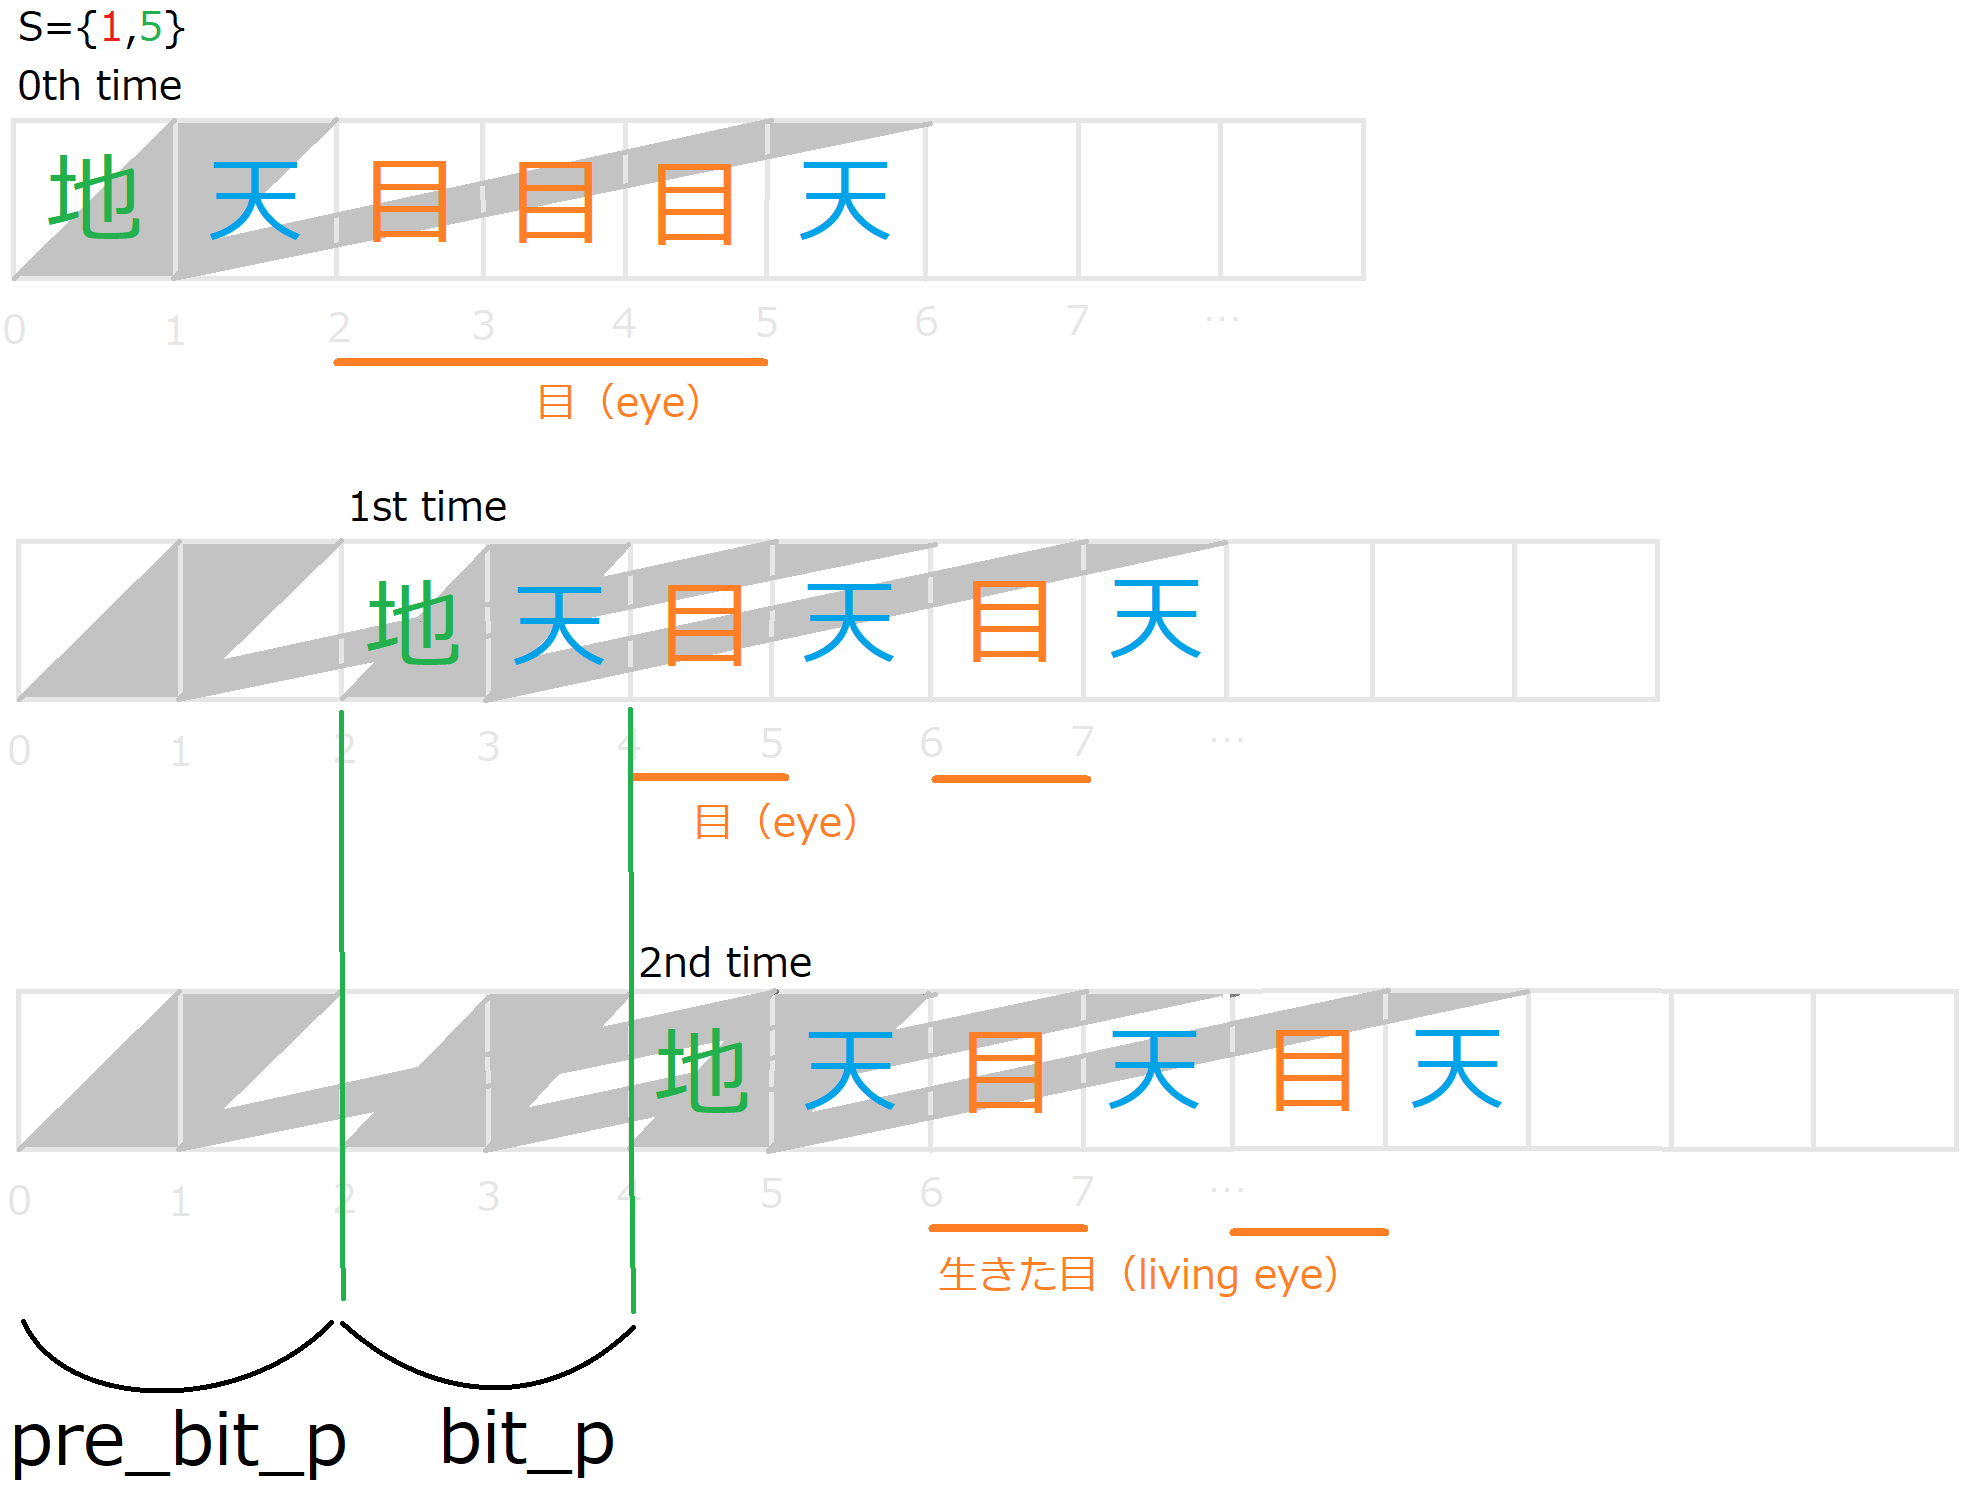 S={1,5}
0th time
地 天 目 目 目 天
0 1 2 3 4 5 6 7 …
目（eye）
1st time
地 天 目 天 目 天
0 1 2 3 4 5 6 7 …
目（eye）
2nd time
地 天 目 天 目 天
0 1 2 3 4 5 6 7 …
生きた目（living eye）
pre_bit_p bit_p